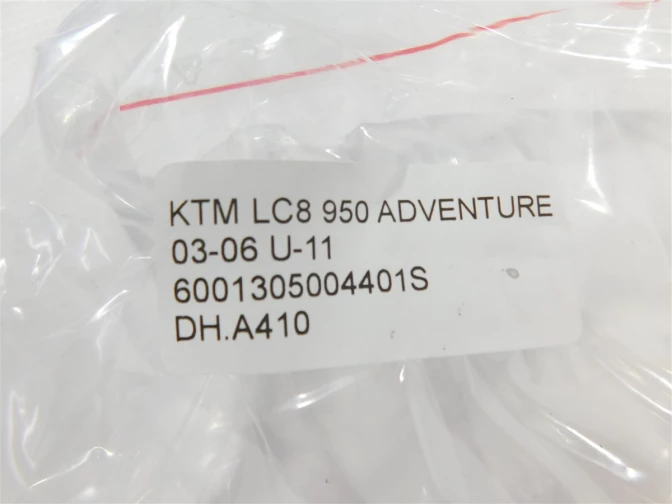 KTM LC8 950 ADVENTURE
03-06 U-11
6001305004401S
DH.A410